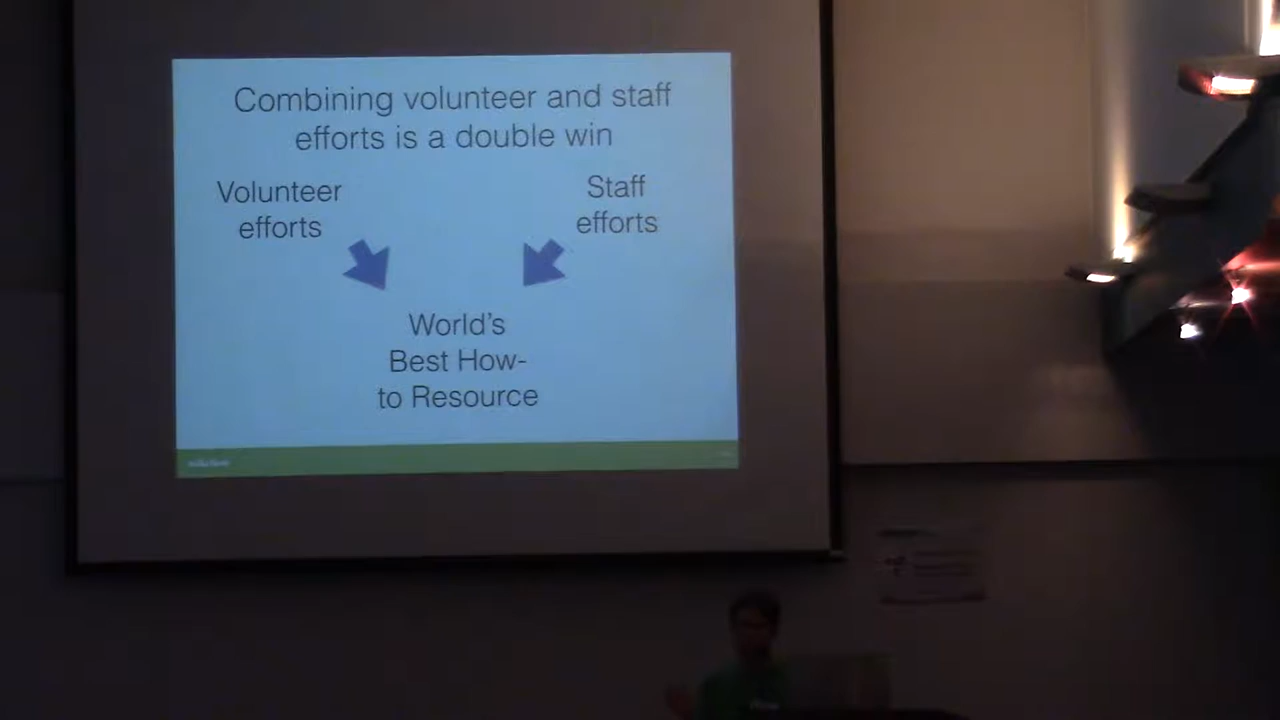 Combining volunteer and staff
efforts is a double win
Volunteer
efforts
Staff
efforts
World's
Best How-
to Resource